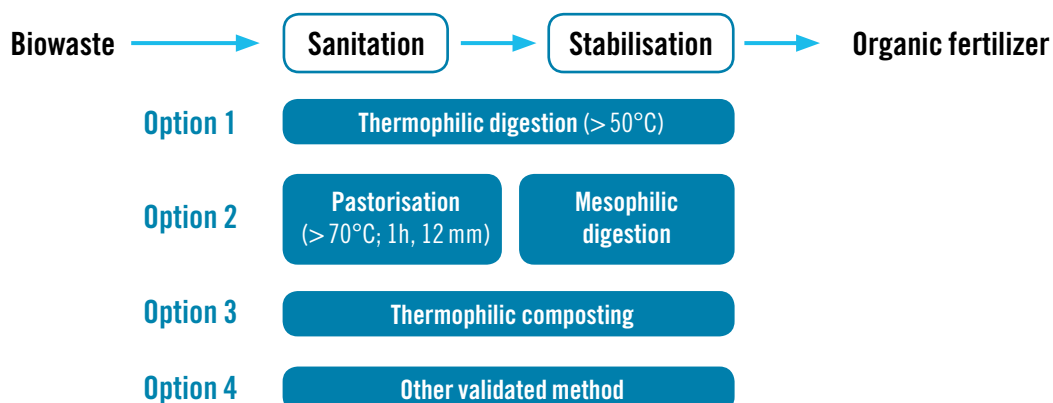 Biowaste Sanitation Stabilisation Organic fertilizer
Option 1 Thermophilic digestion (> 50°C)
Option 2
Pastorisation
(> 70°C; 1h, 12 mm)
Mesophilic
digestion
Option 3 Thermophilic composting
Option 4 Other validated method